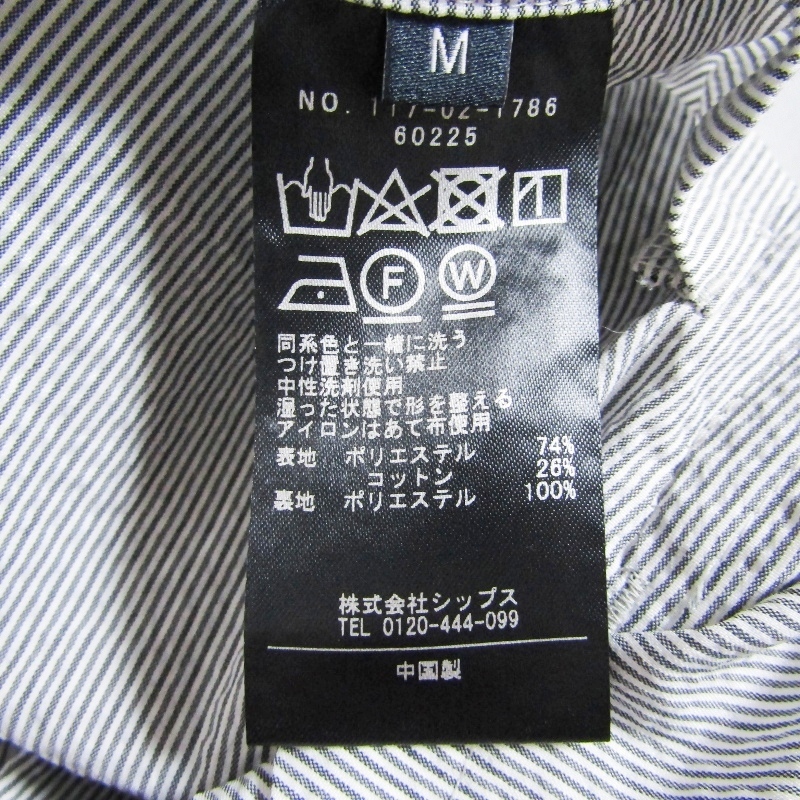 M
NO. 117-02-1786
60225
F
W
同系色と一緒に洗う
つけ置き洗い禁止
中性洗剤使用
湿った状態で形を整える
アイロンはあて布使用
表地 ポリエステル 74%
コットン 26%
裏地 ポリエステル 100%
株式会社シップス
TEL 0120-444-099
中国製